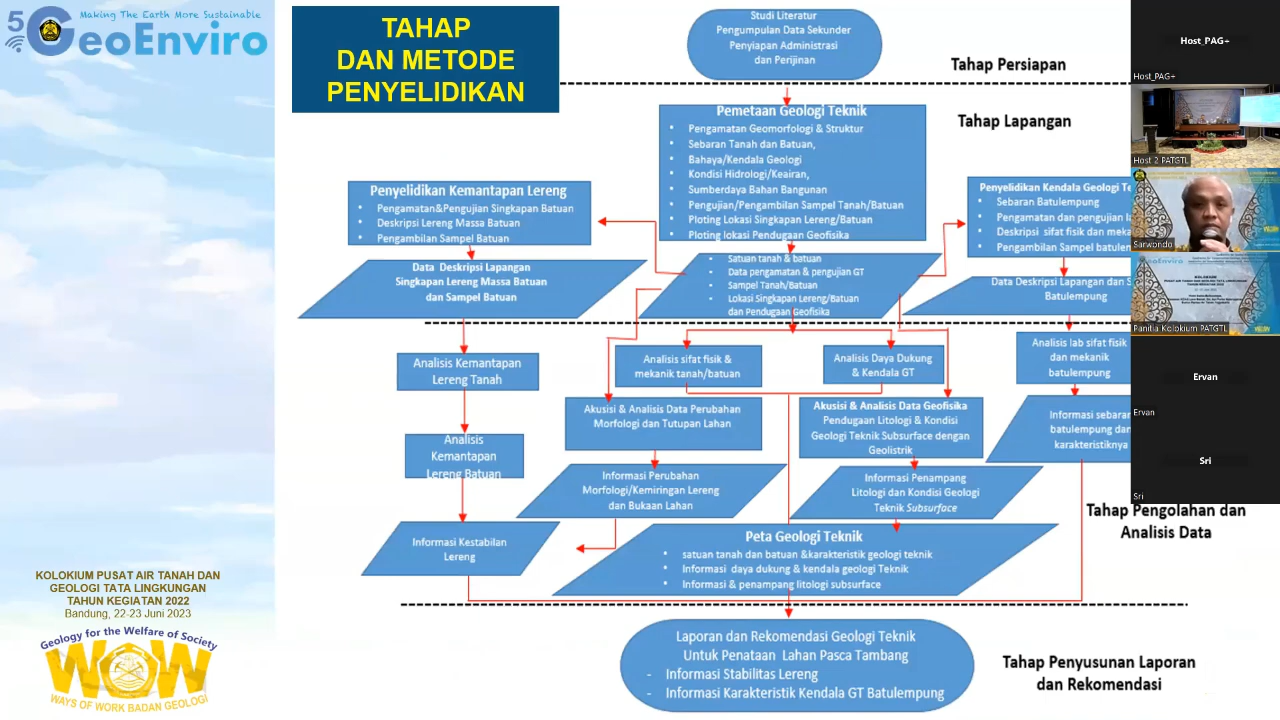 5
Making The Earth More Sustainable
GeoEnviro
TAHAP
DAN METODE
PENYELIDIKAN
Studi Literatur
Pengumpulan Data Sekunder
Penyiapan Administrasi
dan Perijinan
Tahap Persiapan
Pemetaan Geologi Teknik
• Pengamatan Geomorfologi & Struktur
• Sebaran Tanah dan Batuan,
• Bahaya/Kendala Geologi
• Kondisi Hidrologi/Keairan,
• Sumberdaya Bahan Bangunan
• Pengujian/Pengambilan Sampel Tanah/Batuan
• Ploting Lokasi Singkapan Lereng/Batuan
• Ploting lokasi Pendugaan Geofisika
Tahap Lapangan
Penyelidikan Kemantapan Lereng
• Pengamatan&Pengujian Singkapan Batuan
• Deskripsi Lereng Massa Batuan
• Pengambilan Sampel Batuan
Penyelidikan Kendala Geologi
• Sebaran Batulempung
• Pengamatan dan pengujian
• Deskripsi sifat fisik dan
• Pengambilan Sampel
Data Deskripsi Lapangan
Singkapan Lereng Massa Batuan
dan Sampel Batuan
• Satuan tanah & batuan
• Data pengamatan & pengujian GT
• Sampel Tanah/Batuan
• Lokasi Singkapan Lereng/Batuan
dan Pendugaan Geofisika
Data Deskripsi Lapangan dan
Batulempung
Analisis Kemantapan
Lereng Tanah
Analisis sifat fisik &
mekanik tanah/batuan
Analisis Daya Dukung
& Kendala GT
Analisis lab sifat fisik
dan mekanik
batulempung
Analisis
Kemantapan
Lereng Batuan
Akusisi & Analisis Data Perubahan
Morfologi dan Tutupan Lahan
Akusisi & Analisis Data Geofisika
Pendugaan Litologi & Kondisi
Geologi Teknik Subsurface dengan
Geolistrik
Informasi sebaran
batulempung dan
karakteristiknya
Informasi Perubahan
Morfologi/Kemiringan Lereng
dan Bukaan Lahan
Informasi Penampang
Litologi dan Kondisi Geologi
Teknik Subsurface
Tahap Pengolahan dan
Analisis Data
Informasi Kestabilan
Lereng
Peta Geologi Teknik
• satuan tanah dan batuan &karakteristik geologi teknik
• Informasi daya dukung & kendala geologi Teknik
• Informasi & penampang litologi subsurface
Laporan dan Rekomendasi Geologi Teknik
Untuk Penataan Lahan Pasca Tambang
- Informasi Stabilitas Lereng
- Informasi Karakteristik Kendala GT Batulempung
Tahap Penyusunan Laporan
dan Rekomendasi
KOLOKIUM PUSAT AIR TANAH DAN
GEOLOGI TATA LINGKUNGAN
TAHUN KEGIATAN 2022
Bandung, 22-23 Juni 2023
Geology for the Welfare of Society
WOW
WAYS OF WORK BADAN GEOLOGI
Host_PAG+
Host_PAG+
Host 2 PATGTL
Sarwondo
KOLOKIUM
Panitia Kolokium PATGTL
Ervan
Ervan
Sri
Sri